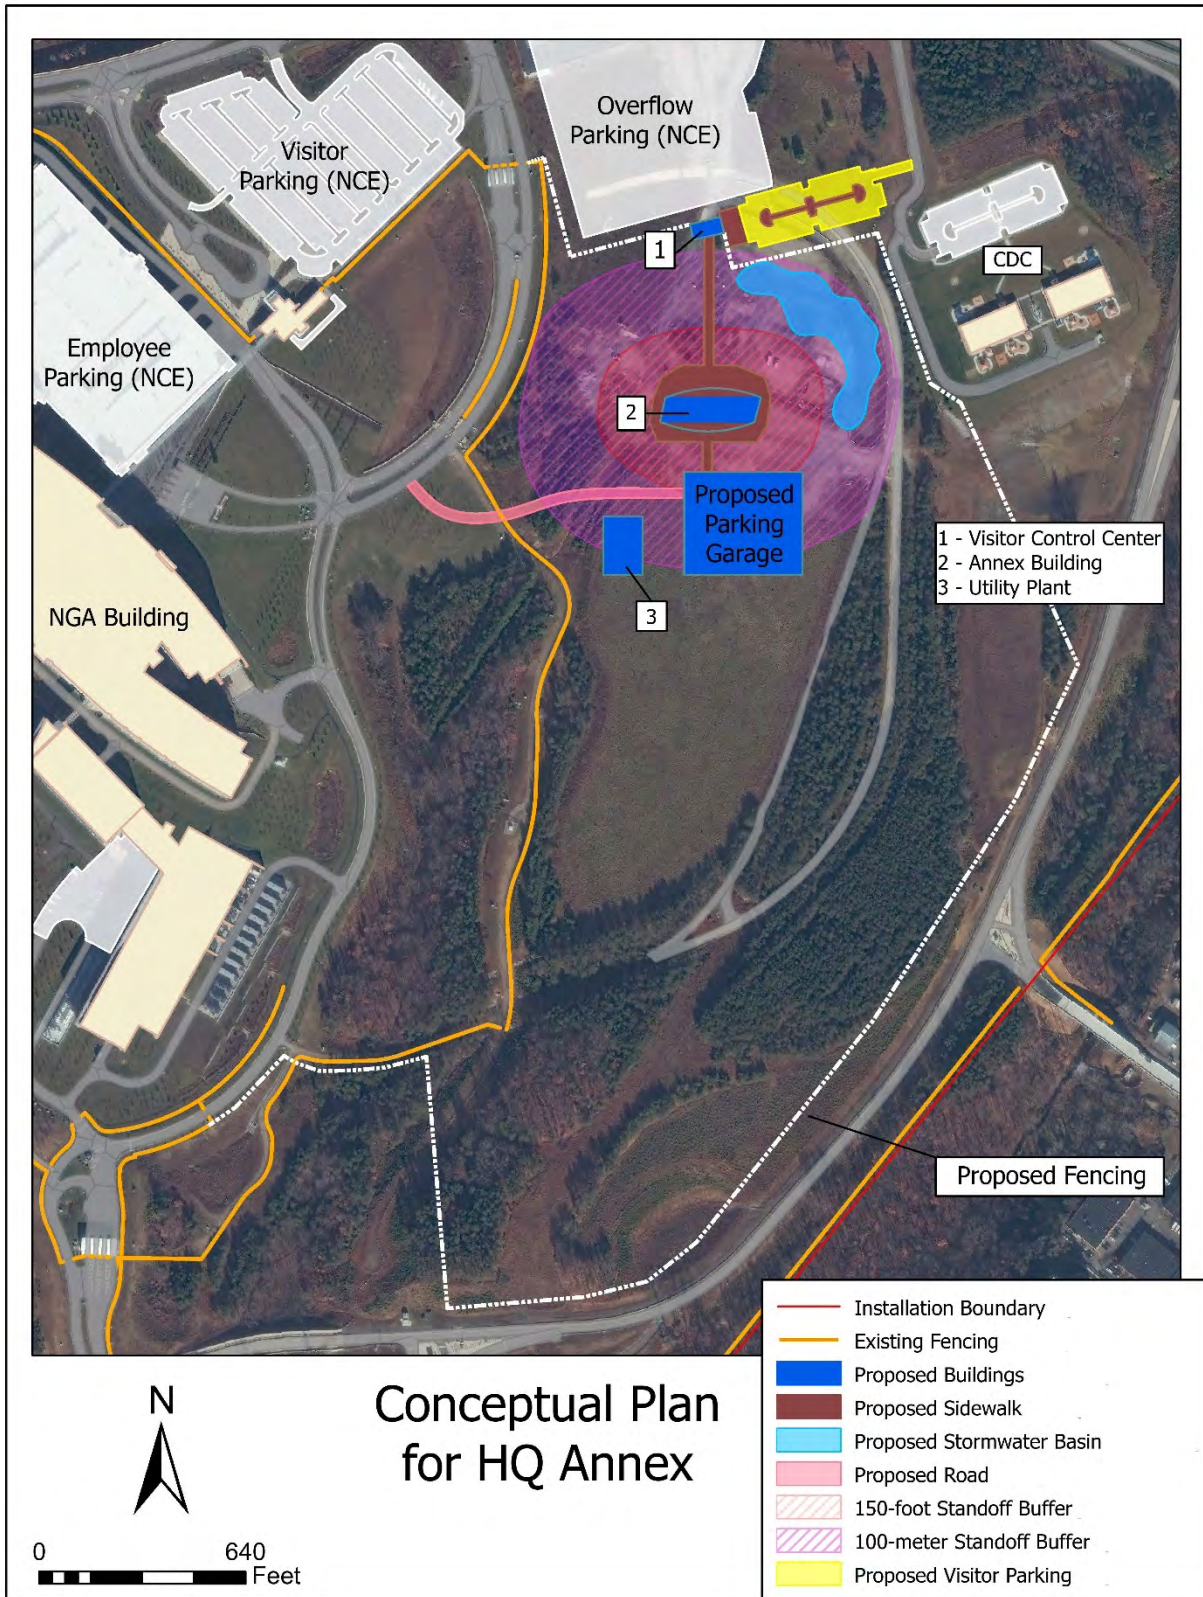 Overflow
Parking (NCE)
Visitor
Parking (NCE)
1
CDC
Employee
Parking (NCE)
2
Proposed
Parking
Garage
1 - Visitor Control Center
2 - Annex Building
3 - Utility Plant
NGA Building
3
Proposed Fencing
Installation Boundary
Existing Fencing
Proposed Buildings
Proposed Sidewalk
Proposed Stormwater Basin
Proposed Road
150-foot Standoff Buffer
100-meter Standoff Buffer
Proposed Visitor Parking
N
Conceptual Plan
for HQ Annex
0 640
Feet